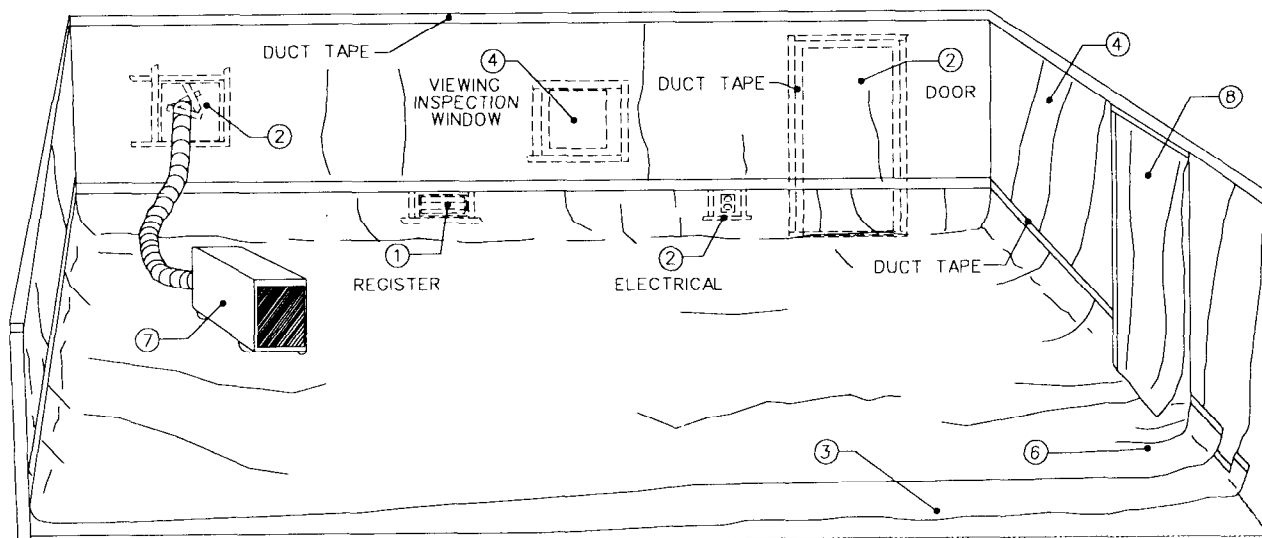 DUCT TAPE
4
2
4
VIEWING
INSPECTION
WINDOW
DUCT TAPE
DOOR
8
2
1
2
DUCT TAPE
REGISTER
ELECTRICAL
7
3
6